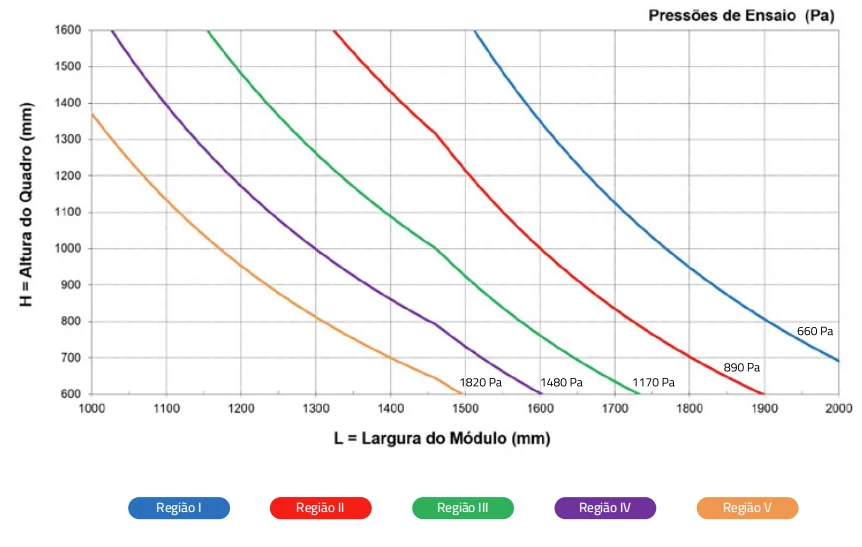 Pressões de Ensaio (Pa)
H = Altura do Quadro (mm)
1600
1500
1400
1300
1200
1100
1000
900
800
700
600
660 Pa
890 Pa
1820 Pa
1480 Pa
1170 Pa
1000
1100
1200
1300
1400
1500
1600
1700
1800
1900
2000
L = Largura do Módulo (mm)
Região I
Região II
Região III
Região IV
Região V